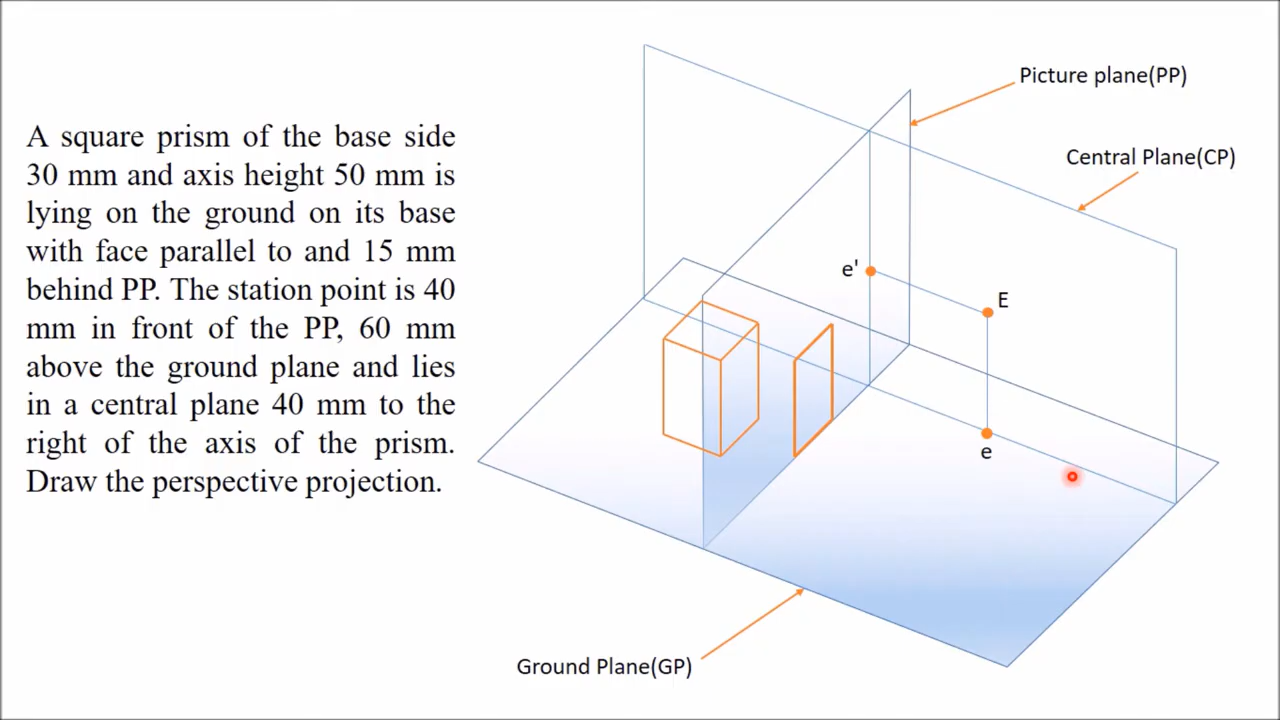 A square prism of the base side
30 mm and axis height 50 mm is
lying on the ground on its base
with face parallel to and 15 mm
behind PP. The station point is 40
mm in front of the PP, 60 mm
above the ground plane and lies
in a central plane 40 mm to the
right of the axis of the prism.
Draw the perspective projection.
Picture plane(PP)
Central Plane(CP)
e'
E
e
Ground Plane(GP)